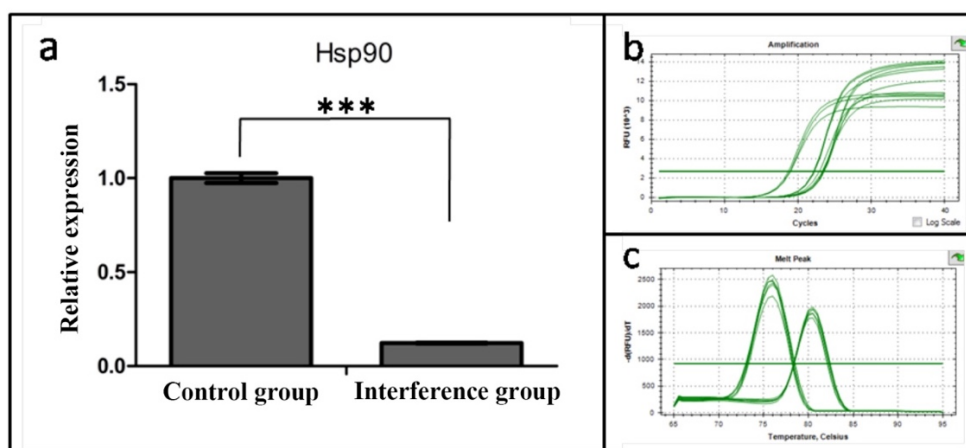 a
Hsp90
***
1.5
1.0
0.5
0.0
Relative expression
Control group
Interference group
b
Amplification
14
12
10
8
6
4
2
0
RFU (10^3)
0
10
20
30
40
Cycles
Log Scale
c
Melt Peak
2500
2000
1500
1000
500
0
-d(RFU)/dT
65
70
75
80
85
90
95
Temperature, Celsius